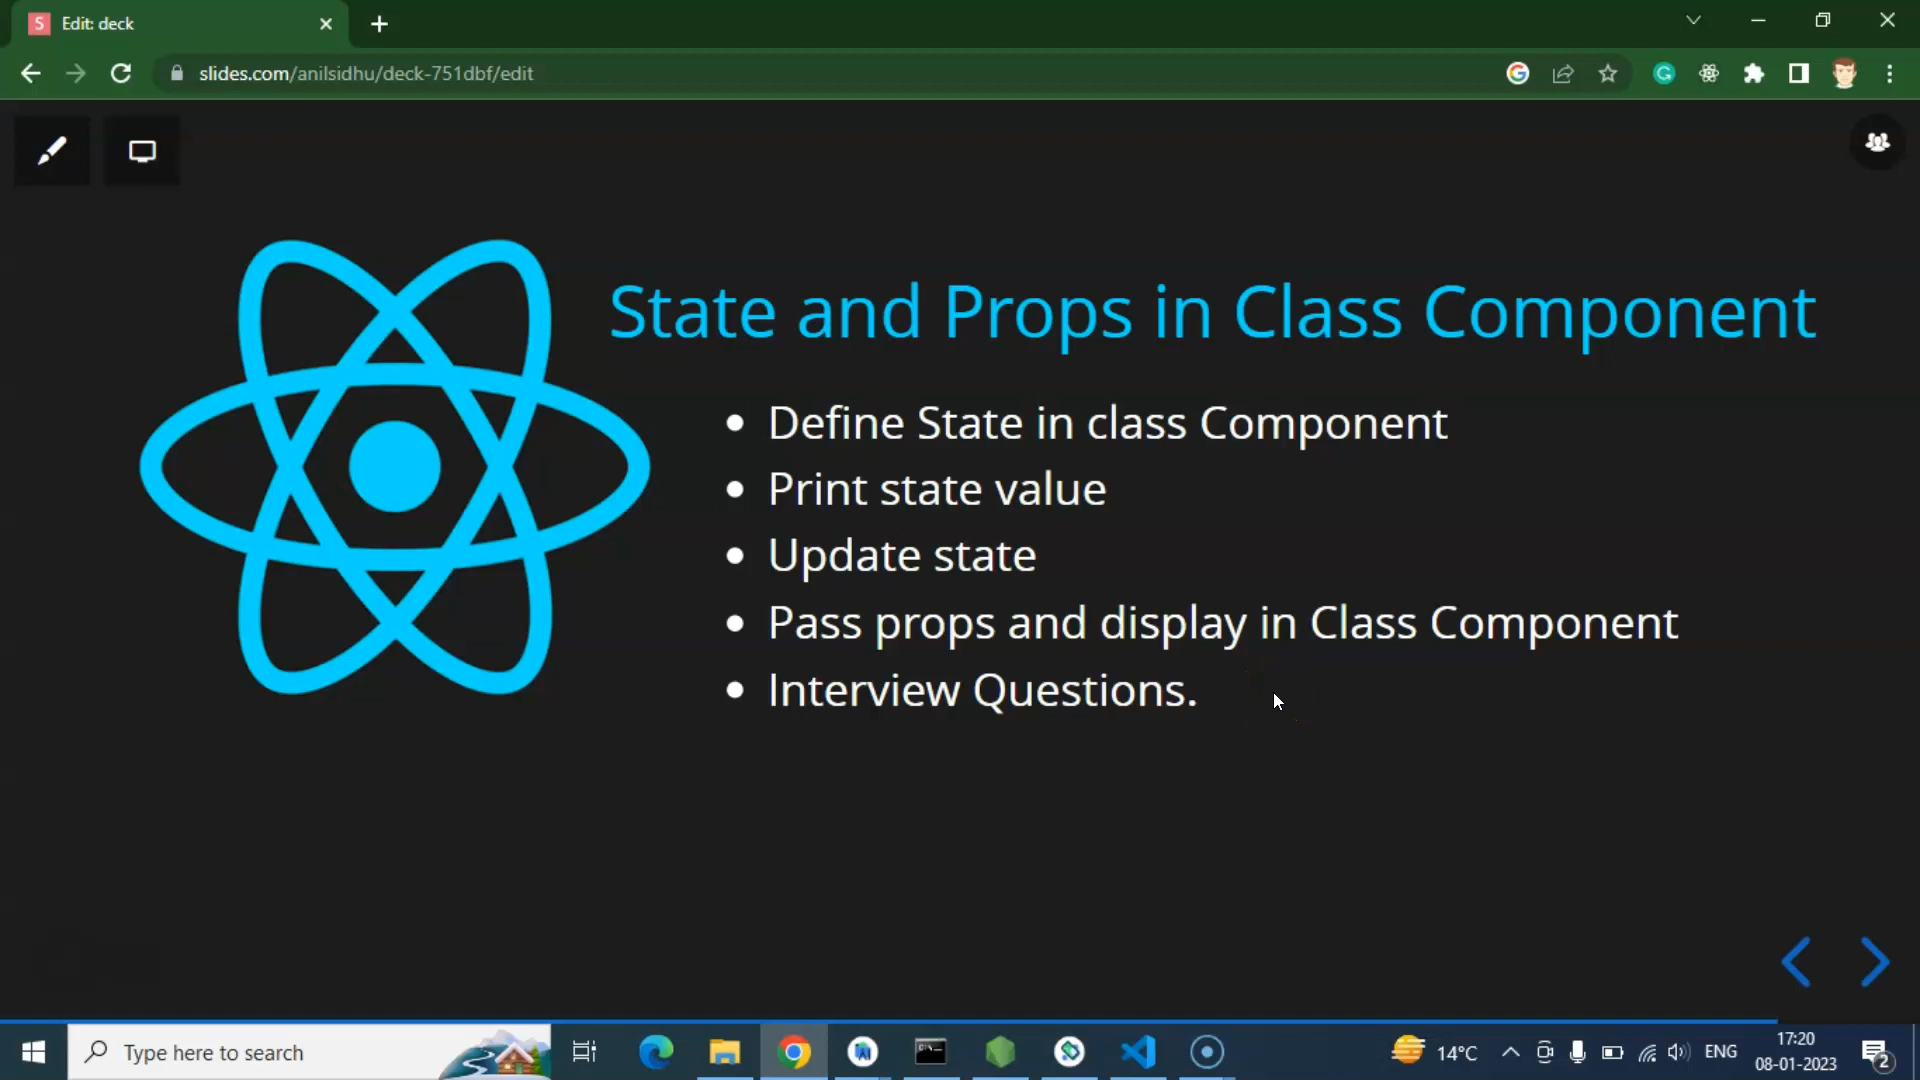 S Edit: deck
slides.com/anilsidhu/deck-751dbf/edit
State and Props in Class Component
• Define State in class Component
• Print state value
• Update state
• Pass props and display in Class Component
• Interview Questions.
Type here to search
14°C
ENG
17:20
08-01-2023
2